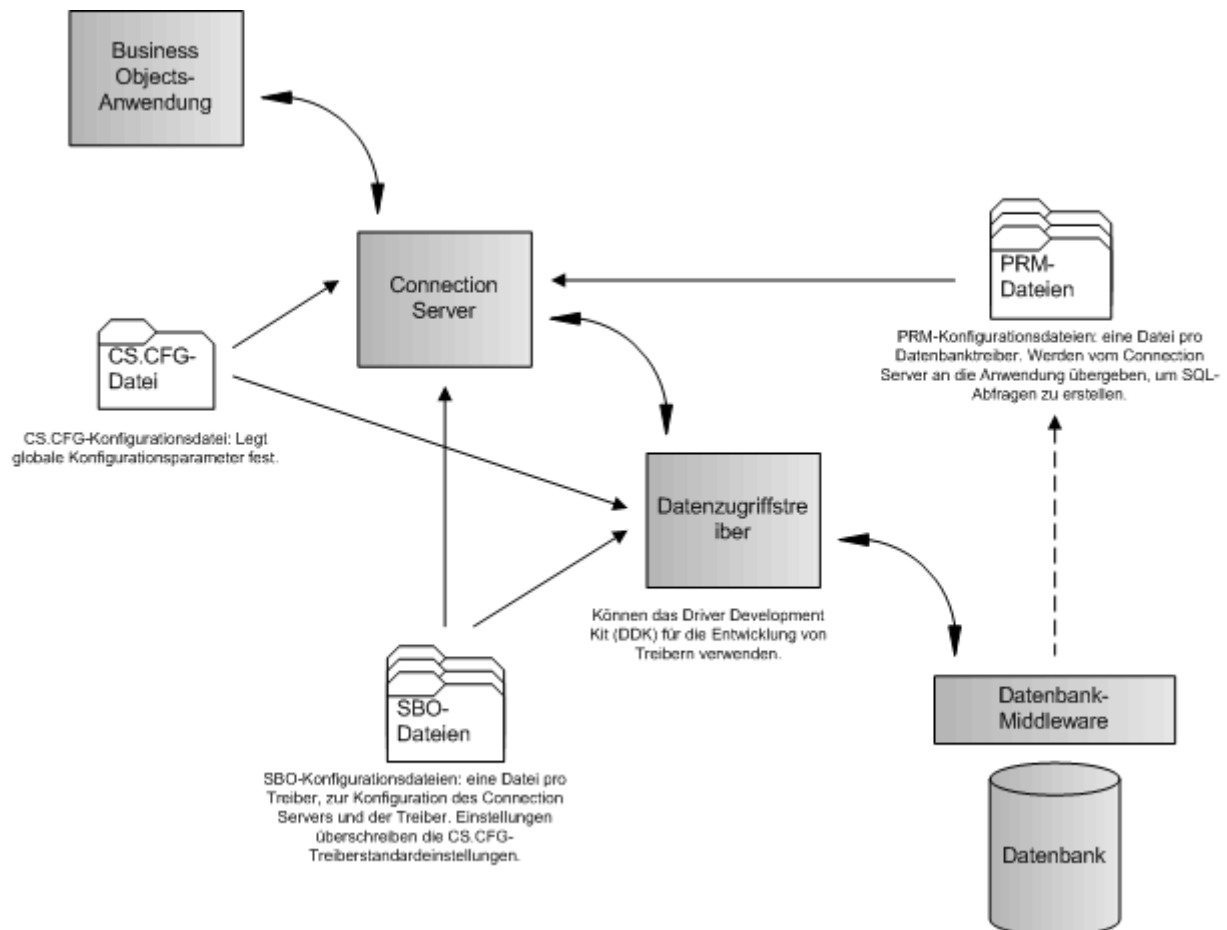 Business
Objects-
Anwendung
Connection
Server
PRM-
Dateien
PRM-Konfigurationsdateien: eine Datei pro
Datenbanktreiber. Werden vom Connection
Server an die Anwendung übergeben, um SQL-
Abfragen zu erstellen.
CS.CFG-
Datei
CS.CFG-Konfigurationsdatei: Legt
globale Konfigurationsparameter fest.
Datenzugriffstre
iber
Können das Driver Development
Kit (DDK) für die Entwicklung von
Treibern verwenden.
SBO-
Dateien
SBO-Konfigurationsdateien: eine Datei pro
Treiber, zur Konfiguration des Connection
Servers und der Treiber. Einstellungen
überschreiben die CS.CFG-
Treiberstandardeinstellungen.
Datenbank-
Middleware
Datenbank